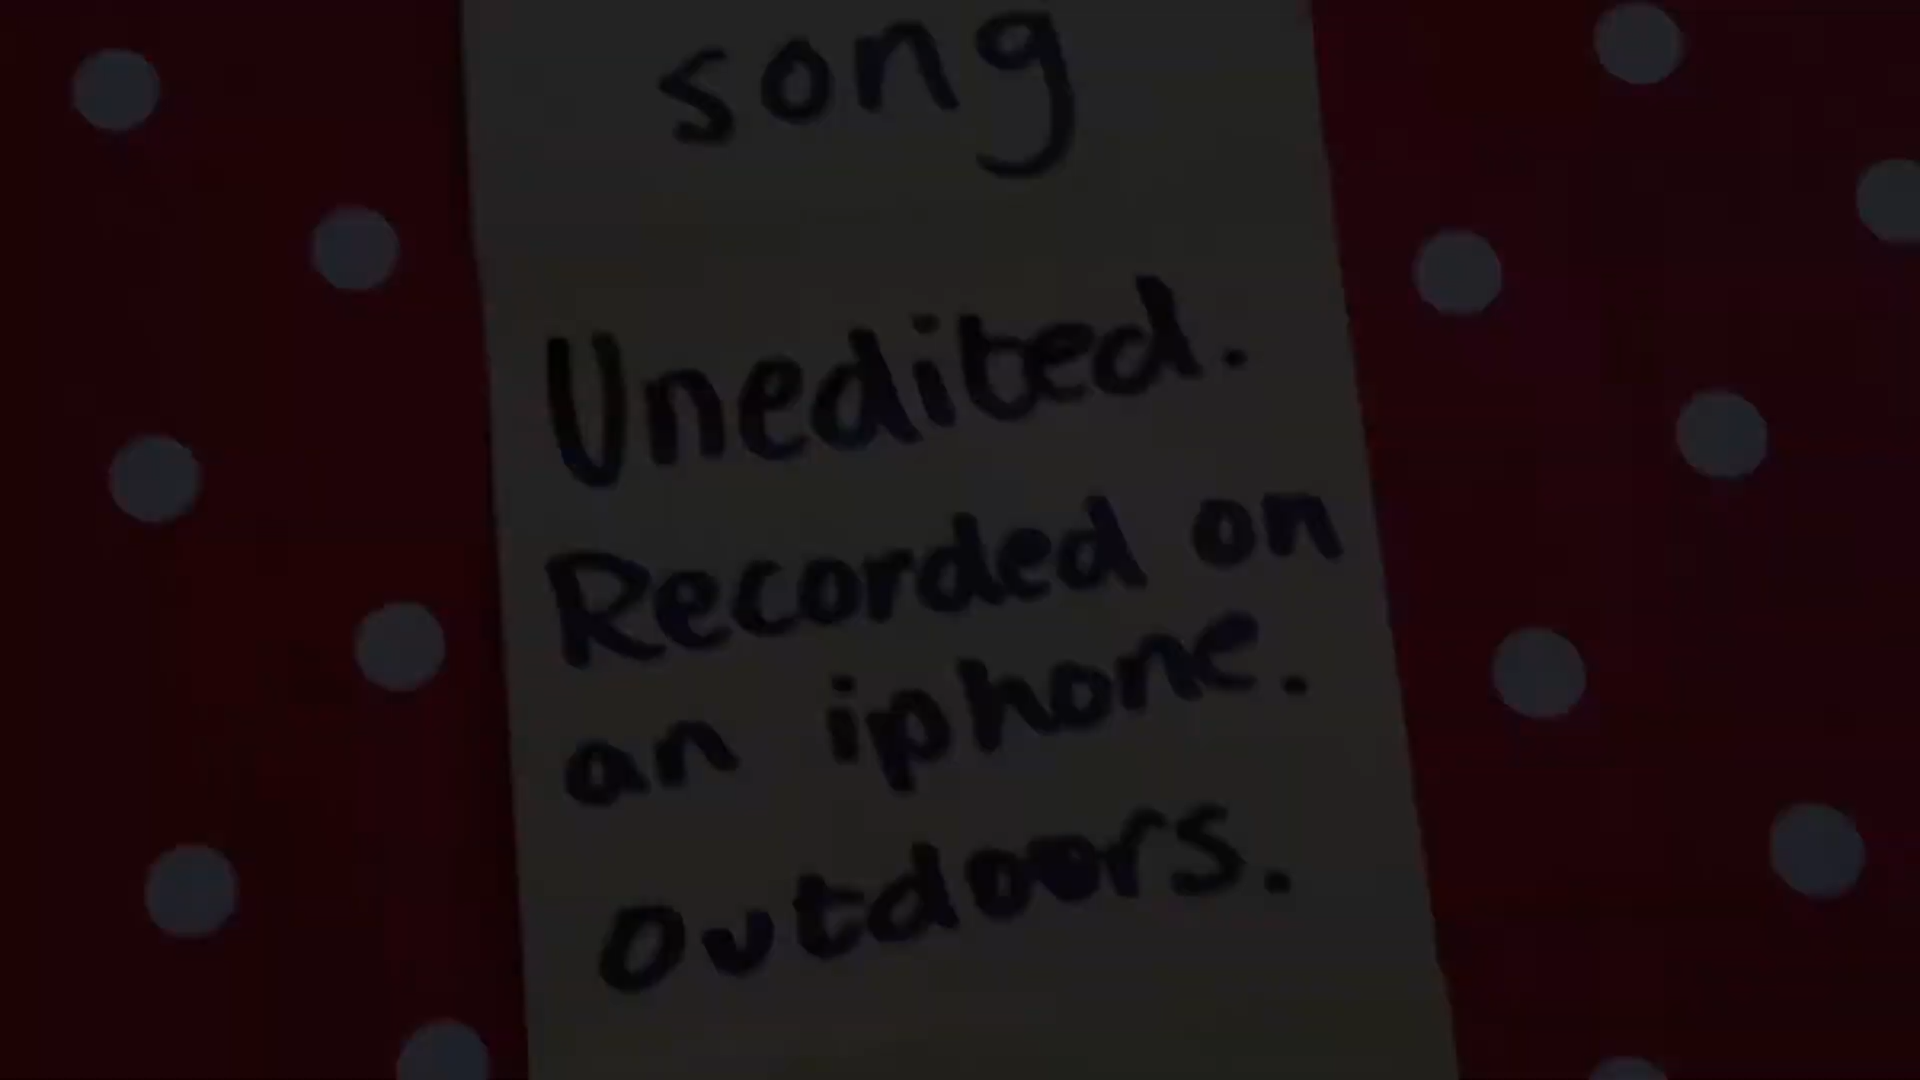 song
Unedited.
Recorded on
an iphone.
Outdoors.